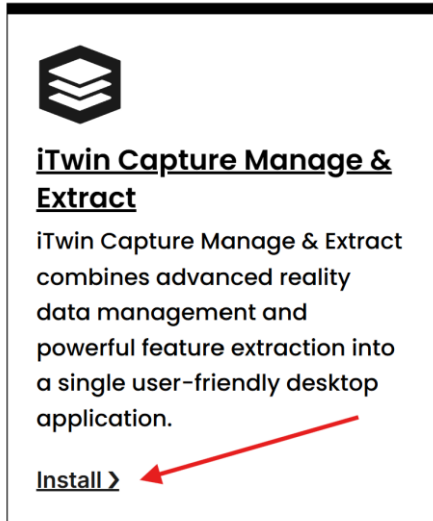 iTwin Capture Manage &
Extract
iTwin Capture Manage & Extract
combines advanced reality
data management and
powerful feature extraction into
a single user-friendly desktop
application.
Install ❯